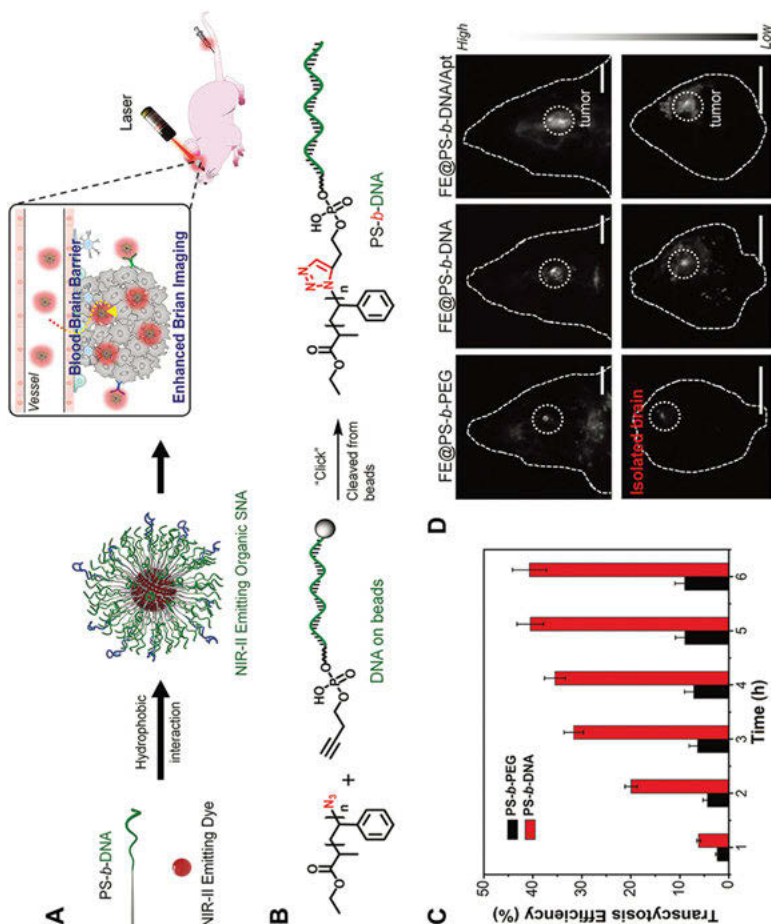 A
PS-b-DNA
NIR-II Emitting Dye
Hydrophobic
interaction
NIR-II Emitting Organic SNA
Vessel
Blood-Brain Barrier
Enhanced Brian Imaging
Laser
B
O
O
n
N₃
+
O
HO
P
O
O
DNA on beads
"Click"
Cleaved from
beads
O
O
n
N
N
N
HO
O
P
O
O
PS-b-DNA
C
Transcytosis Efficiency (%)
50
40
30
20
10
0
PS-b-PEG
PS-b-DNA
1 2 3 4 5 6
Time (h)
D
FE@PS-b-PEG
FE@PS-b-DNA
FE@PS-b-DNA/Apt
tumor
Isolated brain
tumor
High
Low